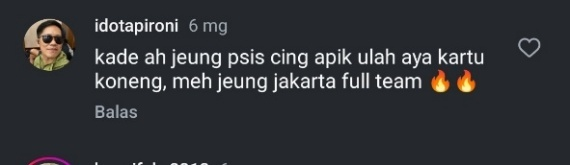 idotapironi 6 mg
kade ah jeung psis cing apik ulah aya kartu
koneng, meh jeung jakarta full team 🔥🔥
Balas